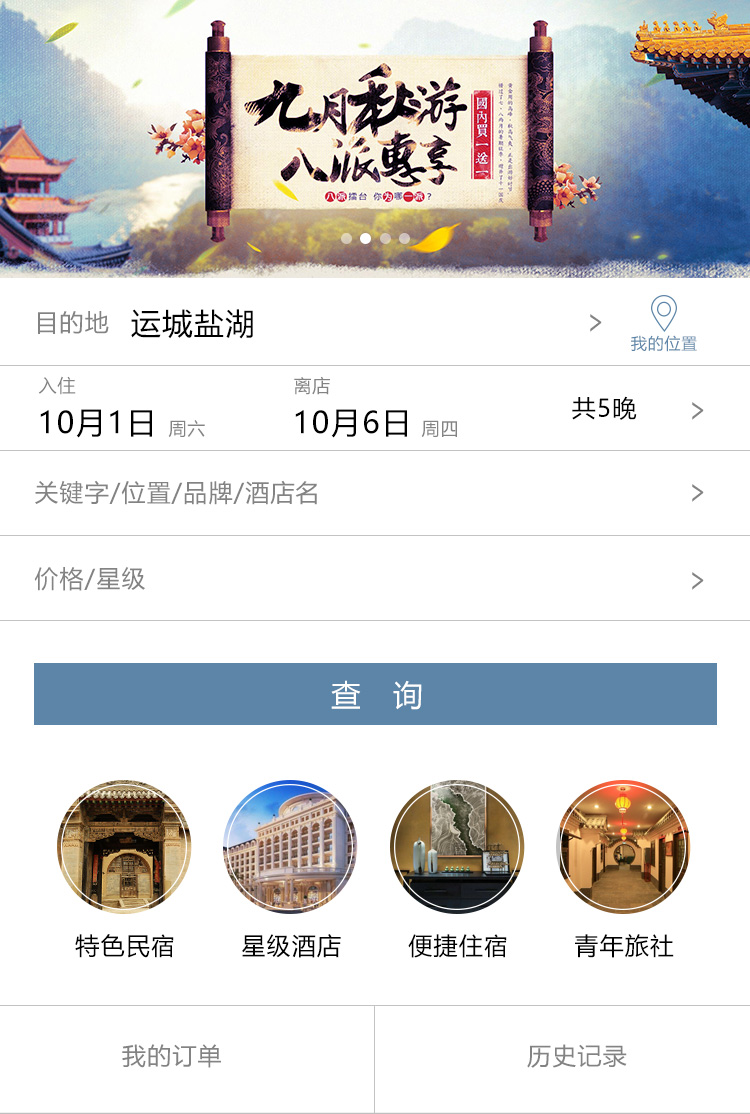 九月秋游
八派惠享
國內買一送一
八派擂台 你为哪一派?
目的地 运城盐湖
我的位置
入住 离店
10月1日 周六 10月6日 周四 共5晚
关键字/位置/品牌/酒店名
价格/星级
查 询
特色民宿 星级酒店 便捷住宿 青年旅社
我的订单 历史记录